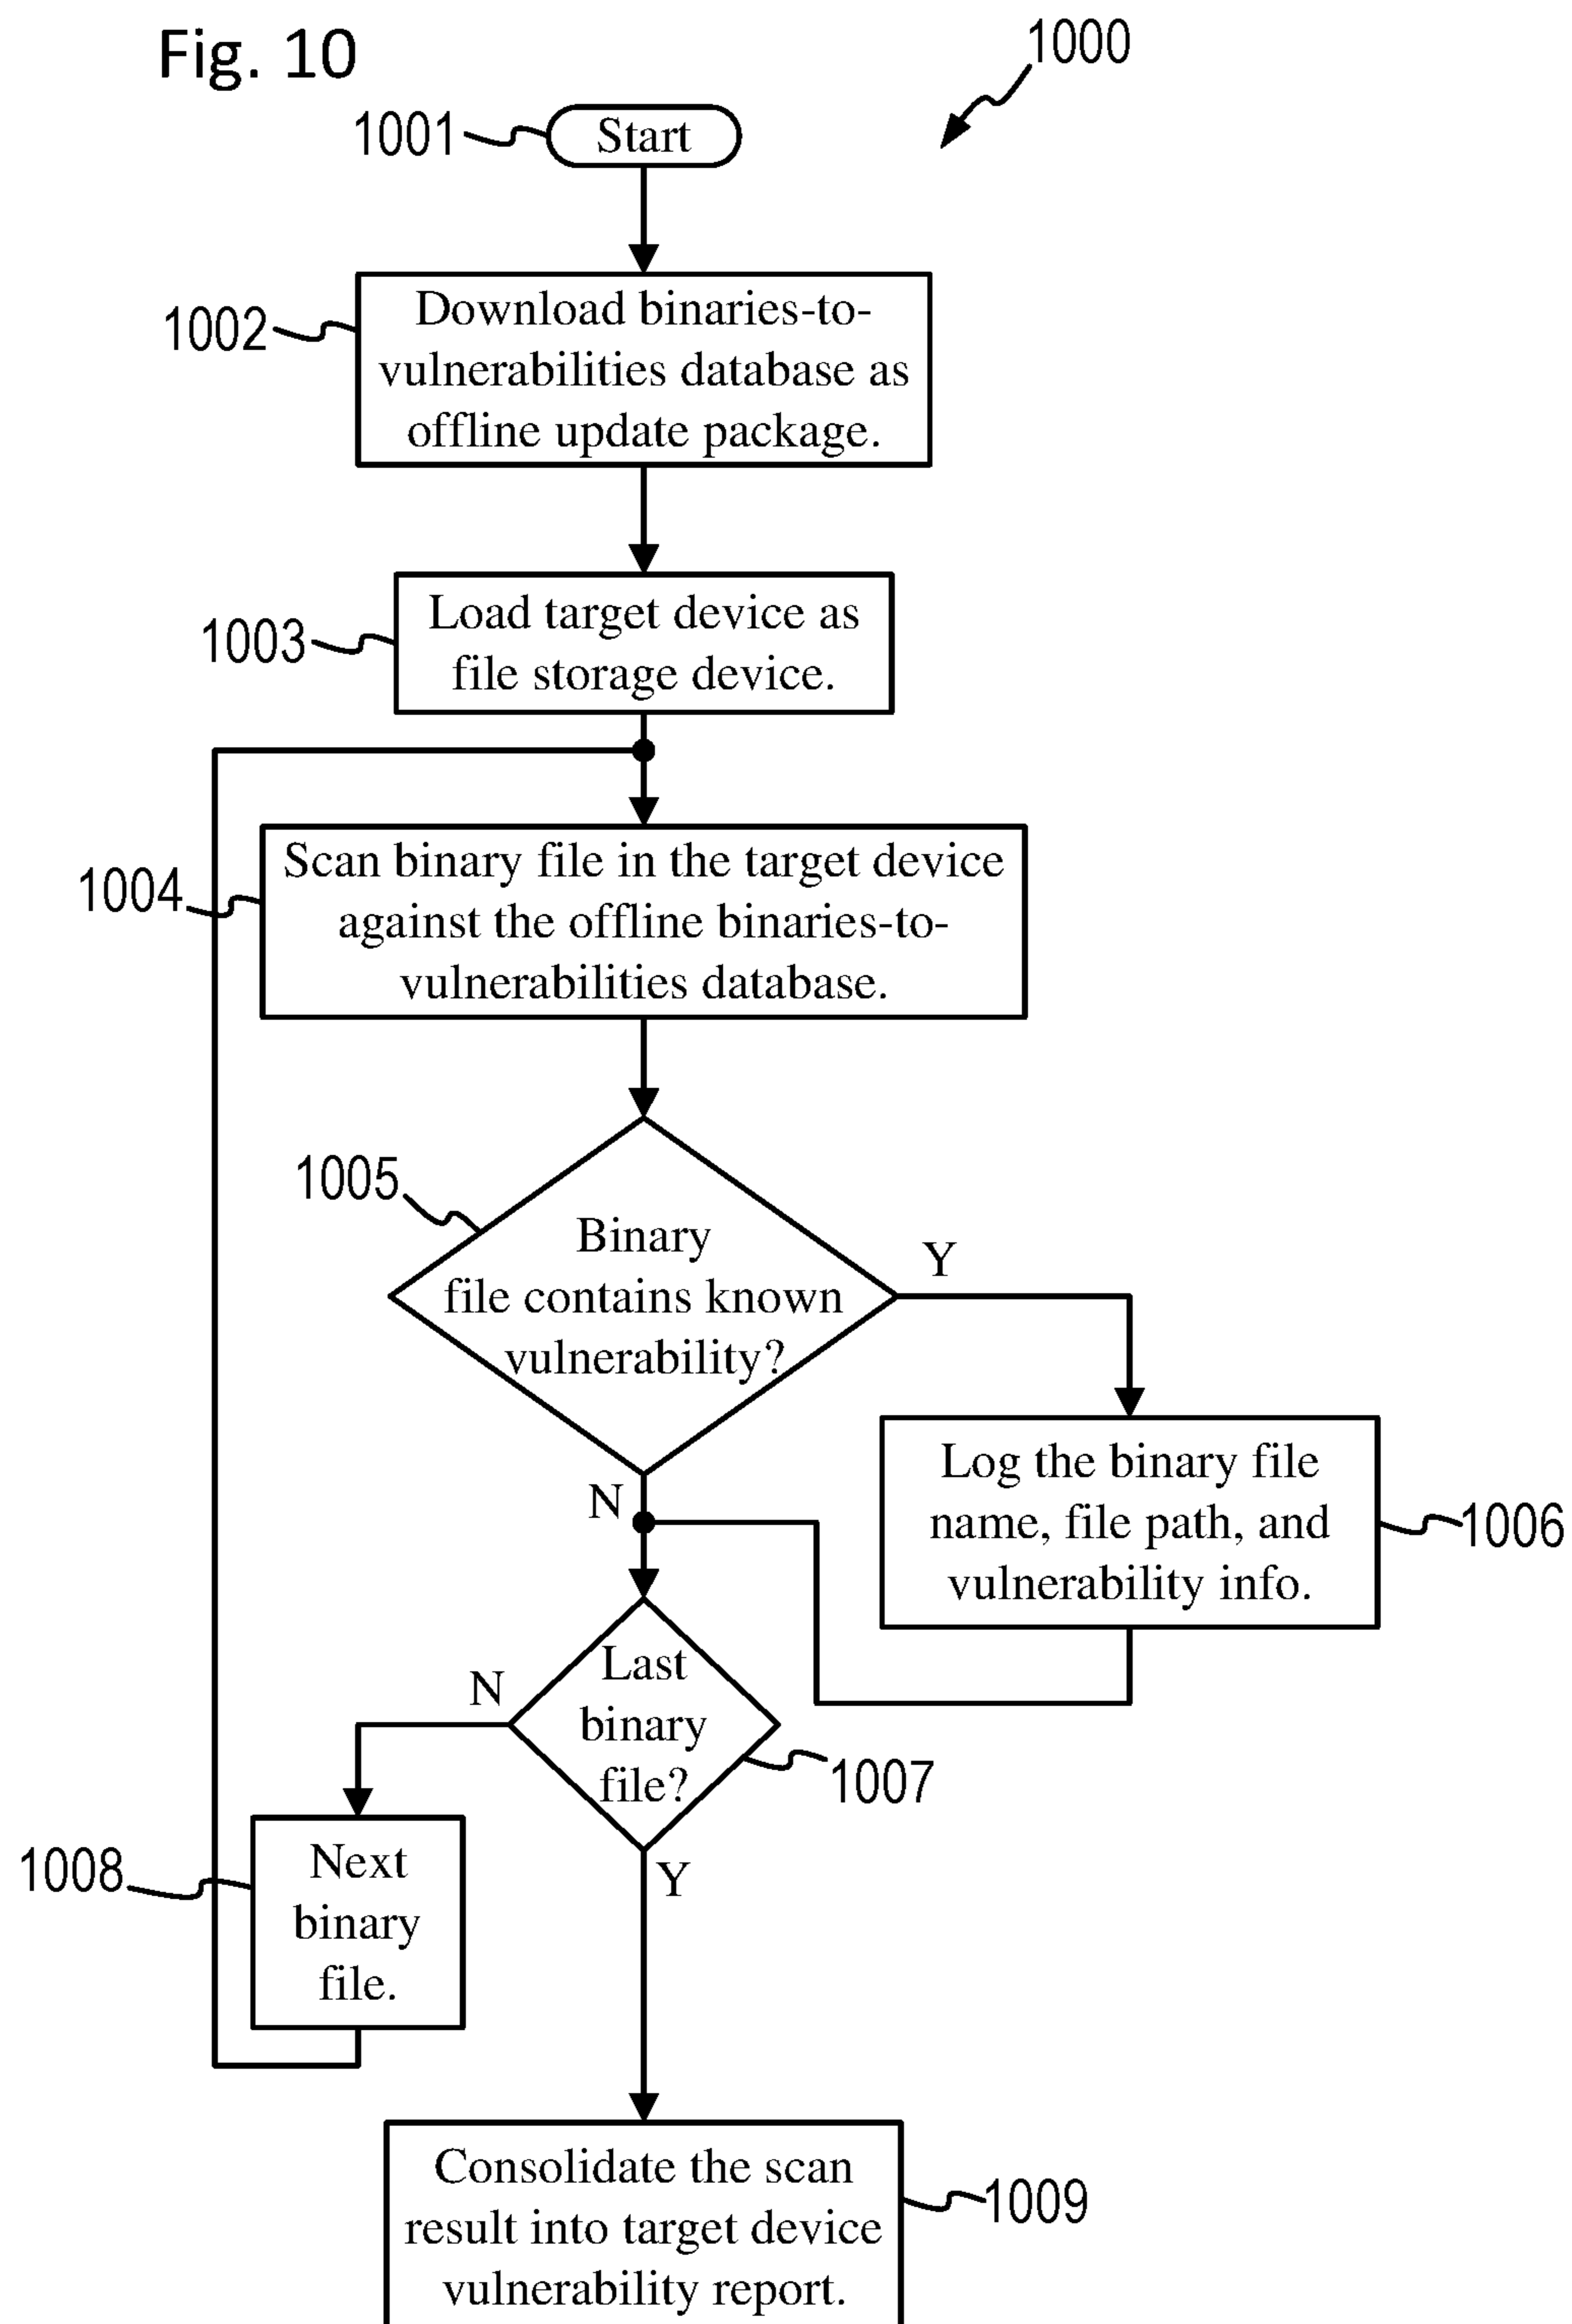 Fig. 10
1000
1001
Start
1002
Download binaries-to-
vulnerabilities database as
offline update package.
1003
Load target device as
file storage device.
1004
Scan binary file in the target device
against the offline binaries-to-
vulnerabilities database.
1005
Binary
file contains known
vulnerability?
Y
N
Log the binary file
name, file path, and
vulnerability info.
1006
Last
binary
file?
N
1007
Y
1008
Next
binary
file.
Consolidate the scan
result into target device
vulnerability report.
1009